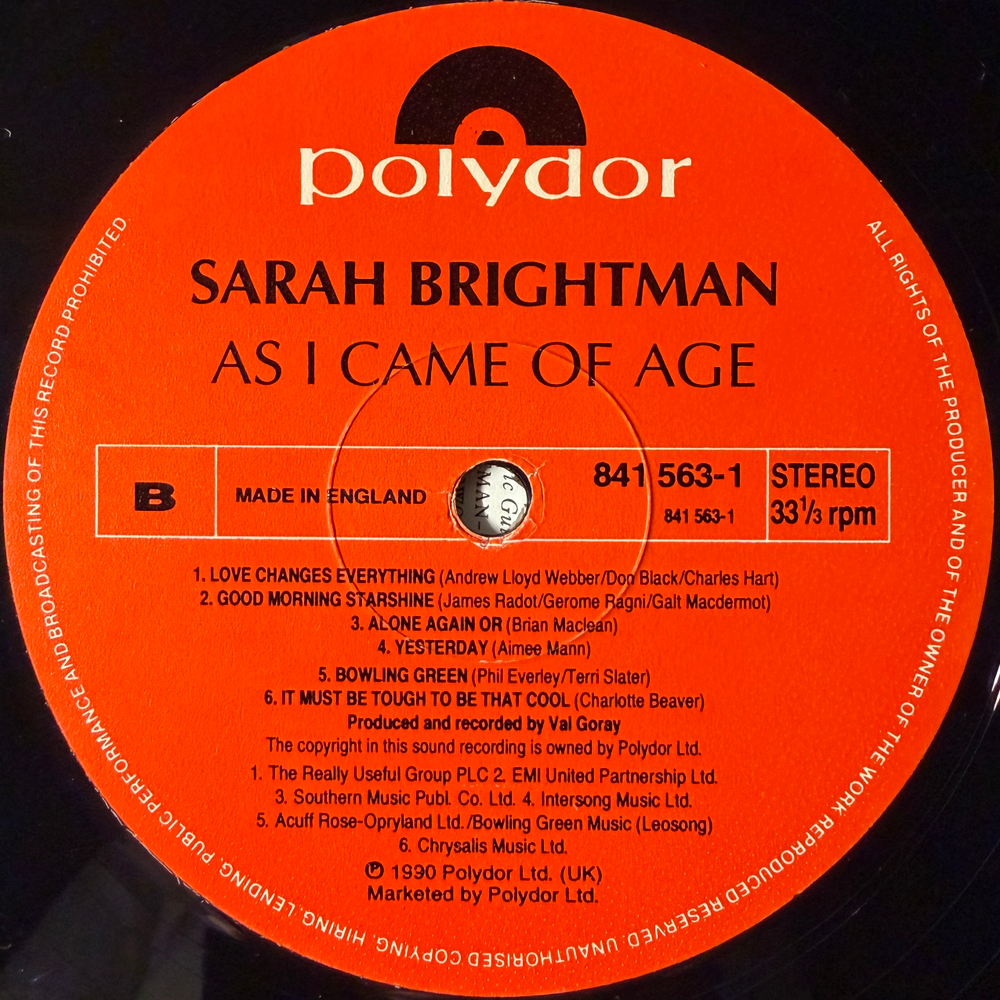 polydor
SARAH BRIGHTMAN
AS I CAME OF AGE
B
MADE IN ENGLAND
841 563-1
841 563-1
STEREO
33⅓ rpm
1. LOVE CHANGES EVERYTHING (Andrew Lloyd Webber/Don Black/Charles Hart)
2. GOOD MORNING STARSHINE (James Radot/Gerome Ragni/Galt Macdermot)
3. ALONE AGAIN OR (Brian Maclean)
4. YESTERDAY (Aimee Mann)
5. BOWLING GREEN (Phil Everley/Terri Slater)
6. IT MUST BE TOUGH TO BE THAT COOL (Charlotte Beaver)
Produced and recorded by Val Goray
The copyright in this sound recording is owned by Polydor Ltd.
1. The Really Useful Group PLC 2. EMI United Partnership Ltd.
3. Southern Music Publ. Co. Ltd. 4. Intersong Music Ltd.
5. Acuff Rose-Opryland Ltd./Bowling Green Music (Leosong)
6. Chrysalis Music Ltd.
℗ 1990 Polydor Ltd. (UK)
Marketed by Polydor Ltd.
ALL RIGHTS OF THE PRODUCER AND OF THE OWNER OF THE WORK REPRODUCED RESERVED. UNAUTHORISED COPYING, HIRING, LENDING, PUBLIC PERFORMANCE AND BROADCASTING OF THIS RECORD PROHIBITED